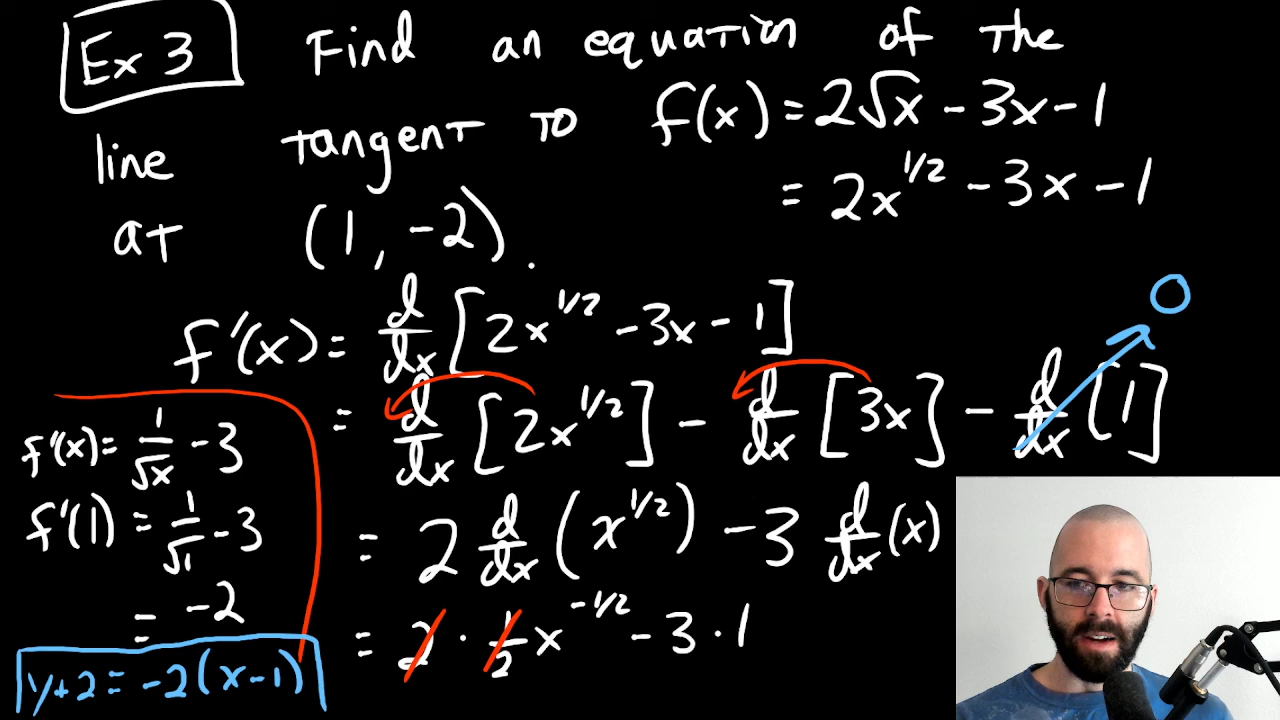 Ex 3 Find an equation of the
line tangent to f(x) = 2√x - 3x - 1
= 2x^1/2 - 3x - 1
at (1, -2).
f'(x) = d/dx [2x^1/2 - 3x - 1]
= d/dx [2x^1/2] - d/dx [3x] - d/dx [1] 0
= 2 d/dx (x^1/2) - 3 d/dx (x)
= 2 · 1/2 x^-1/2 - 3 · 1
f'(x) = 1/√x - 3
f'(1) = 1/√1 - 3
= -2
y+2 = -2(x-1)